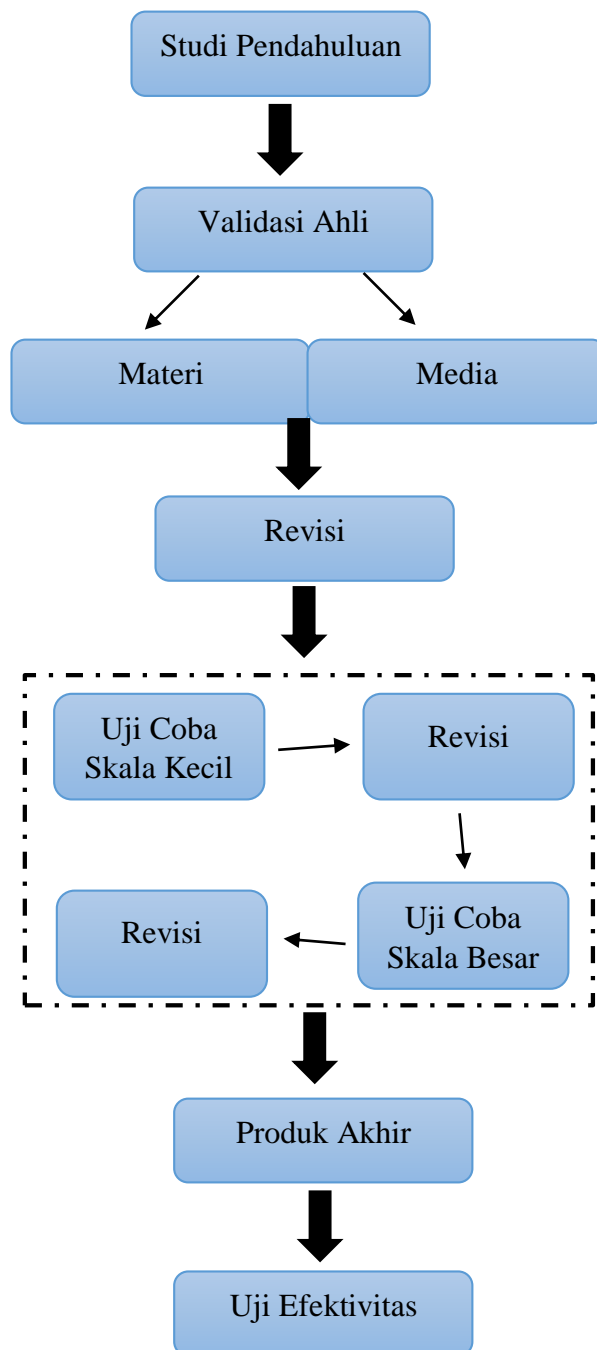 Studi Pendahuluan
Validasi Ahli
Materi
Media
Revisi
Uji Coba
Skala Kecil
Revisi
Uji Coba
Skala Besar
Revisi
Produk Akhir
Uji Efektivitas